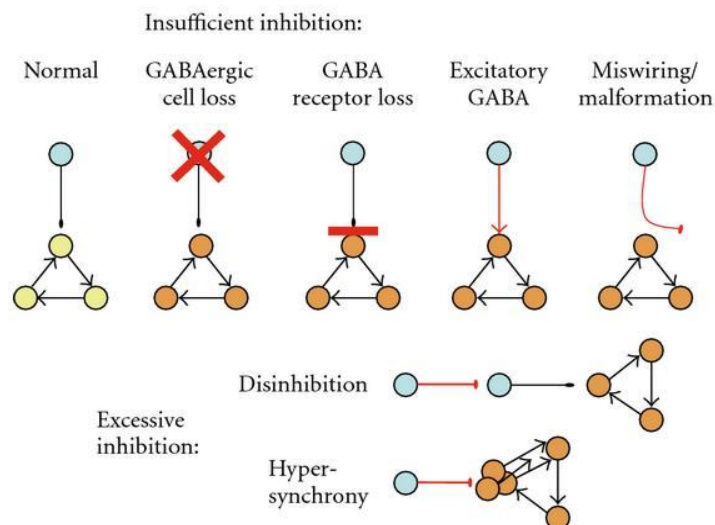 Insufficient inhibition:
Normal
GABAergic
cell loss
GABA
receptor loss
Excitatory
GABA
Miswiring/
malformation
Disinhibition
Excessive
inhibition:
Hyper-
synchrony